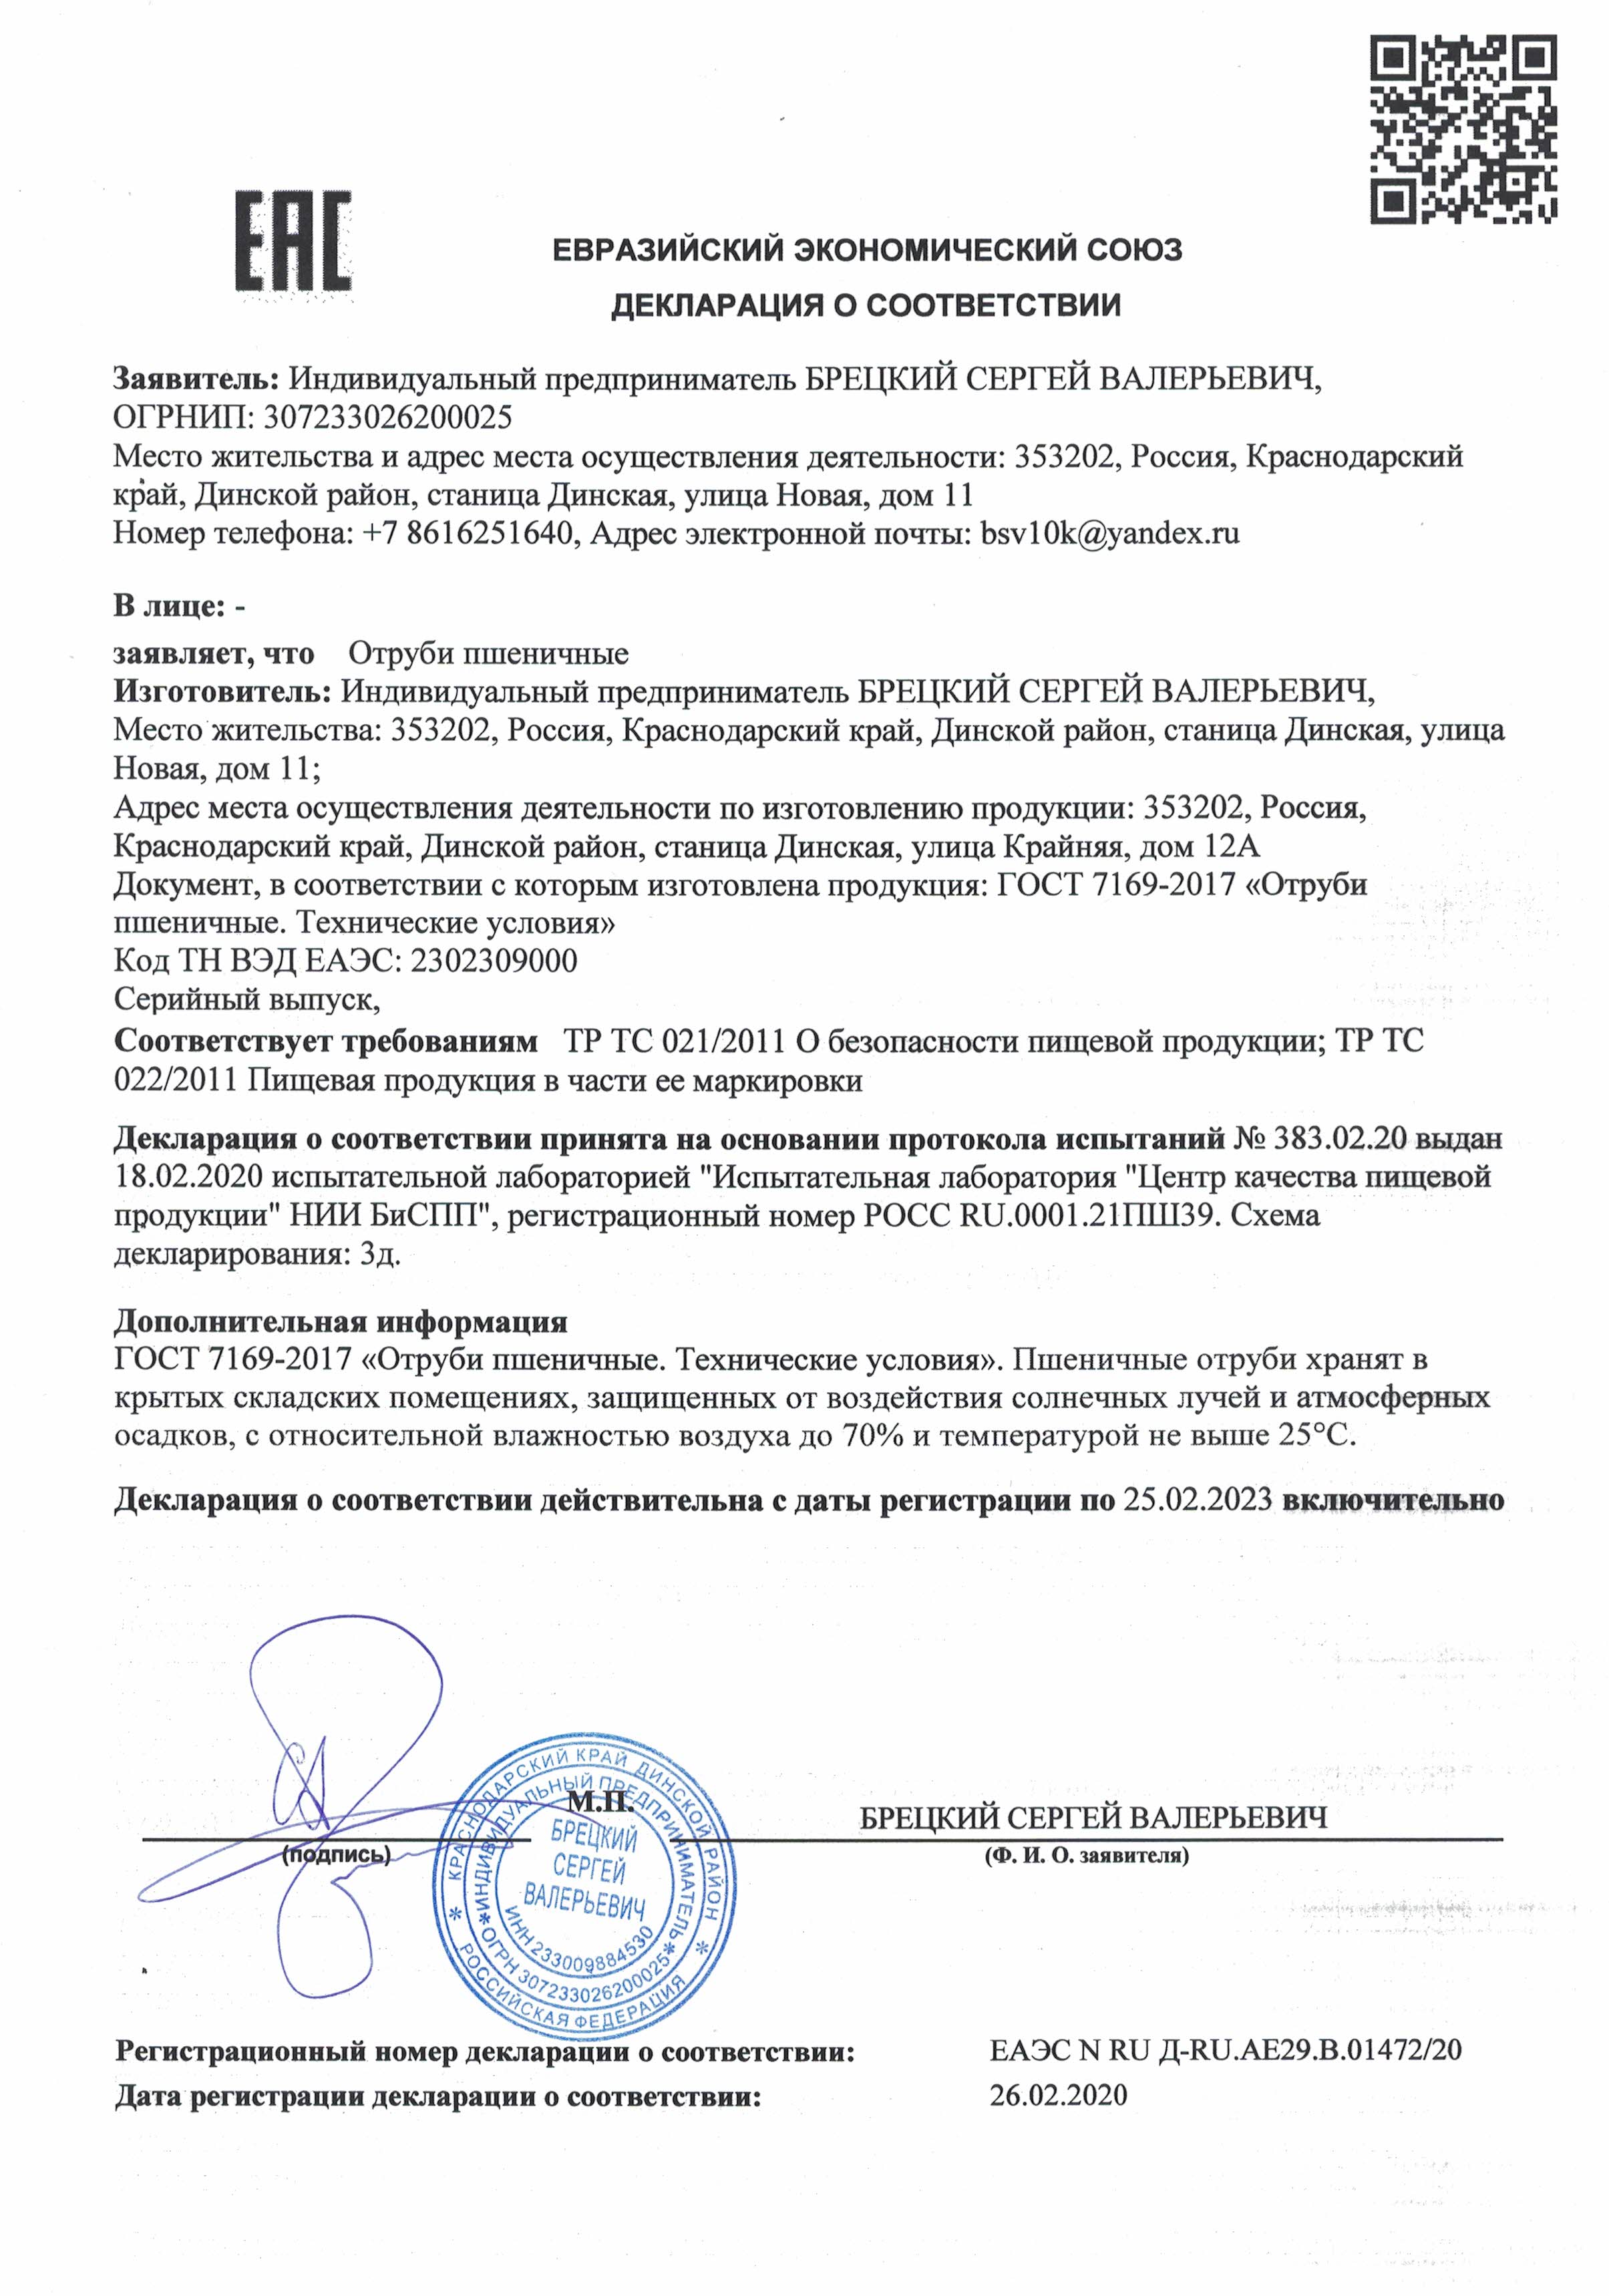 ЕАС
ЕВРАЗИЙСКИЙ ЭКОНОМИЧЕСКИЙ СОЮЗ
ДЕКЛАРАЦИЯ О СООТВЕТСТВИИ
Заявитель: Индивидуальный предприниматель БРЕЦКИЙ СЕРГЕЙ ВАЛЕРЬЕВИЧ,
ОГРНИП: 307233026200025
Место жительства и адрес места осуществления деятельности: 353202, Россия, Краснодарский
край, Динской район, станица Динская, улица Новая, дом 11
Номер телефона: +7 8616251640, Адрес электронной почты: bsv10k@yandex.ru
В лице: -
заявляет, что Отруби пшеничные
Изготовитель: Индивидуальный предприниматель БРЕЦКИЙ СЕРГЕЙ ВАЛЕРЬЕВИЧ,
Место жительства: 353202, Россия, Краснодарский край, Динской район, станица Динская, улица
Новая, дом 11;
Адрес места осуществления деятельности по изготовлению продукции: 353202, Россия,
Краснодарский край, Динской район, станица Динская, улица Крайняя, дом 12А
Документ, в соответствии с которым изготовлена продукция: ГОСТ 7169-2017 «Отруби
пшеничные. Технические условия»
Код ТН ВЭД ЕАЭС: 2302309000
Серийный выпуск,
Соответствует требованиям ТР ТС 021/2011 О безопасности пищевой продукции; ТР ТС
022/2011 Пищевая продукция в части ее маркировки
Декларация о соответствии принята на основании протокола испытаний № 383.02.20 выдан
18.02.2020 испытательной лабораторией "Испытательная лаборатория "Центр качества пищевой
продукции" НИИ БиСПП", регистрационный номер РОСС RU.0001.21ПШ39. Схема
декларирования: 3д.
Дополнительная информация
ГОСТ 7169-2017 «Отруби пшеничные. Технические условия». Пшеничные отруби хранят в
крытых складских помещениях, защищенных от воздействия солнечных лучей и атмосферных
осадков, с относительной влажностью воздуха до 70% и температурой не выше 25°С.
Декларация о соответствии действительна с даты регистрации по 25.02.2023 включительно
М.П.
БРЕЦКИЙ СЕРГЕЙ ВАЛЕРЬЕВИЧ
(подпись)
(Ф. И. О. заявителя)
КРАСНОДАРСКИЙ КРАЙ ДИНСКОЙ РАЙОН
РОССИЙСКАЯ ФЕДЕРАЦИЯ
ИНДИВИДУАЛЬНЫЙ ПРЕДПРИНИМАТЕЛЬ
ОГРН 307233026200025
БРЕЦКИЙ
СЕРГЕЙ
ВАЛЕРЬЕВИЧ
ИНН 233009884530
Регистрационный номер декларации о соответствии: ЕАЭС N RU Д-RU.АЕ29.В.01472/20
Дата регистрации декларации о соответствии: 26.02.2020